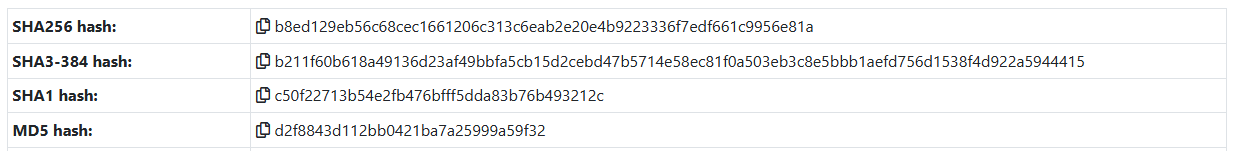 SHA256 hash: b8ed129eb56c68cec1661206c313c6eab2e20e4b9223336f7edf661c9956e81a
SHA3-384 hash: b211f60b618a49136d23af49bbfa5cb15d2cebd47b5714e58ec81f0a503eb3c8e5bbb1aefd756d1538f4d922a5944415
SHA1 hash: c50f22713b54e2fb476bfff5dda83b76b493212c
MD5 hash: d2f8843d112bb0421ba7a25999a59f32